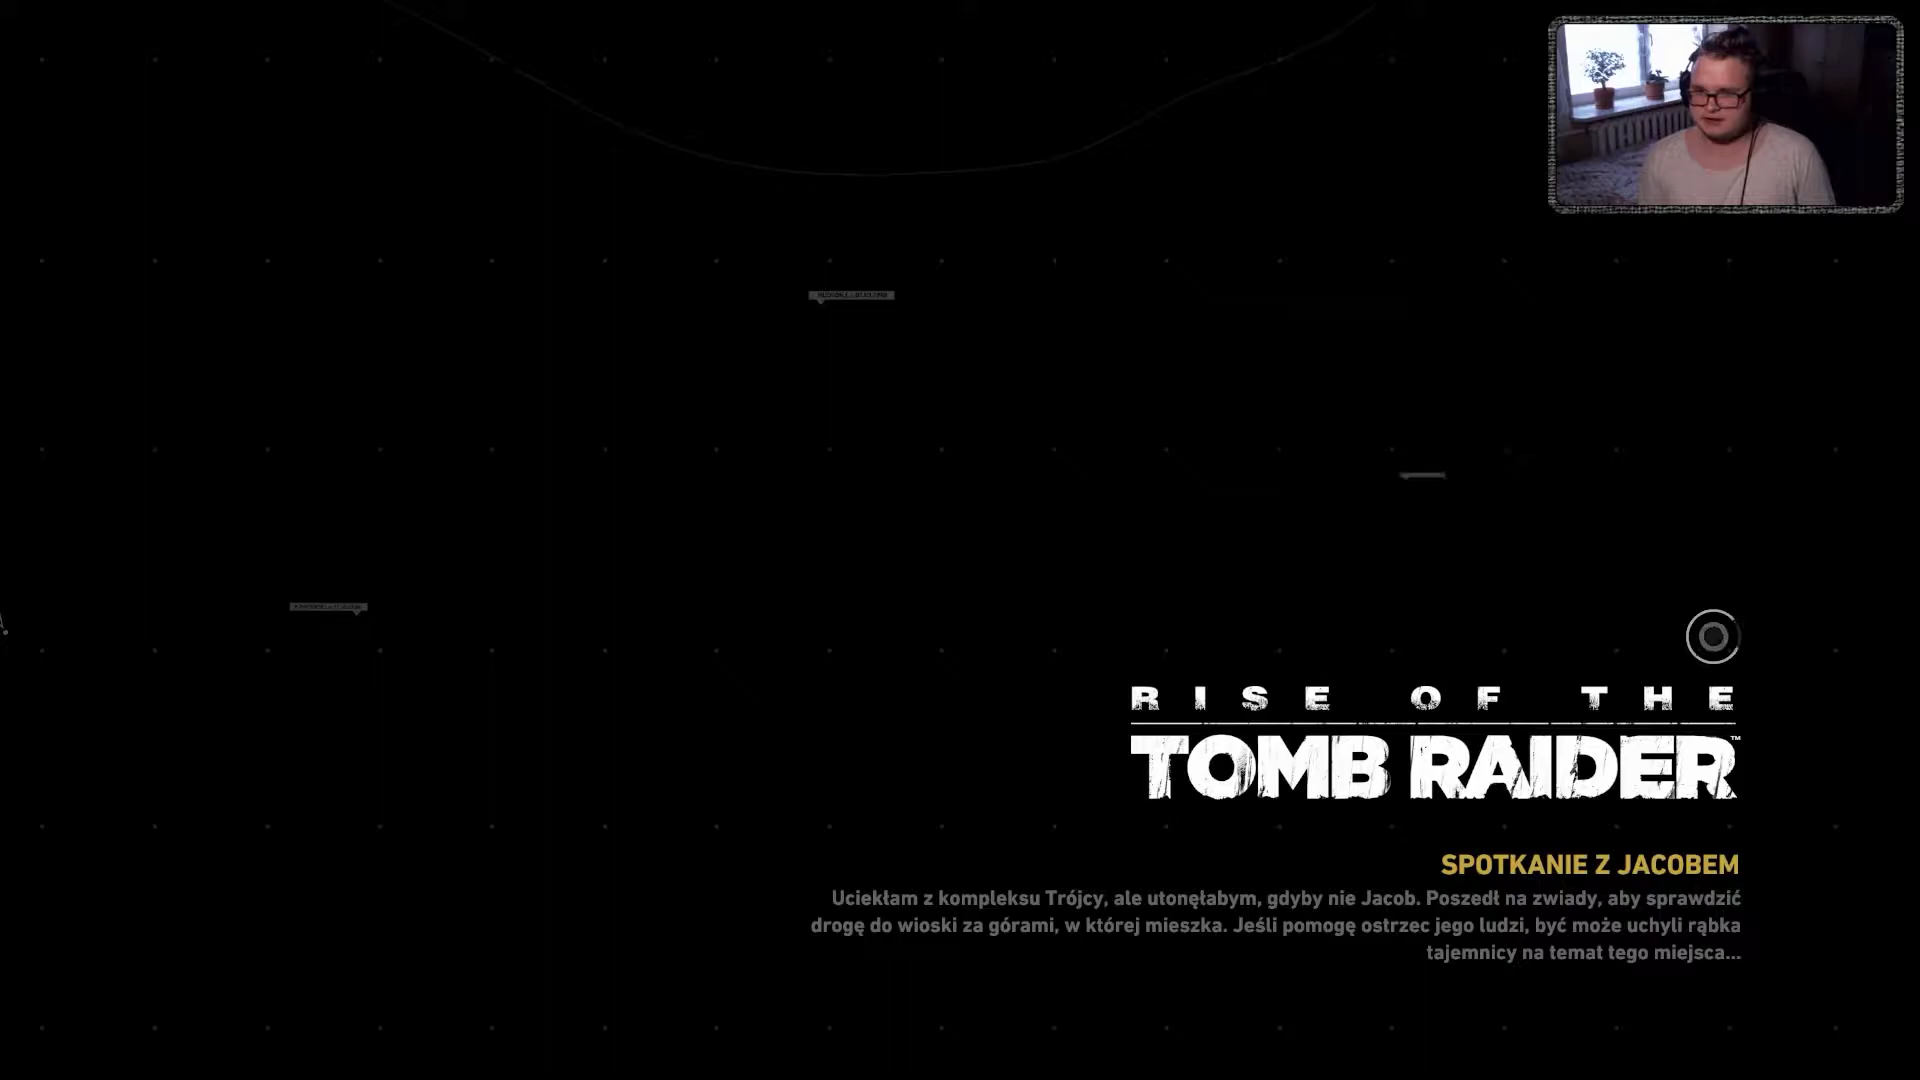 RISE OF THE
TOMB RAIDER™
SPOTKANIE Z JACOBEM
Uciekłam z kompleksu Trójcy, ale utonęłabym, gdyby nie Jacob. Poszedł na zwiady, aby sprawdzić
drogę do wioski za górami, w której mieszka. Jeśli pomogę ostrzec jego ludzi, być może uchyli rąbka
tajemnicy na temat tego miejsca...